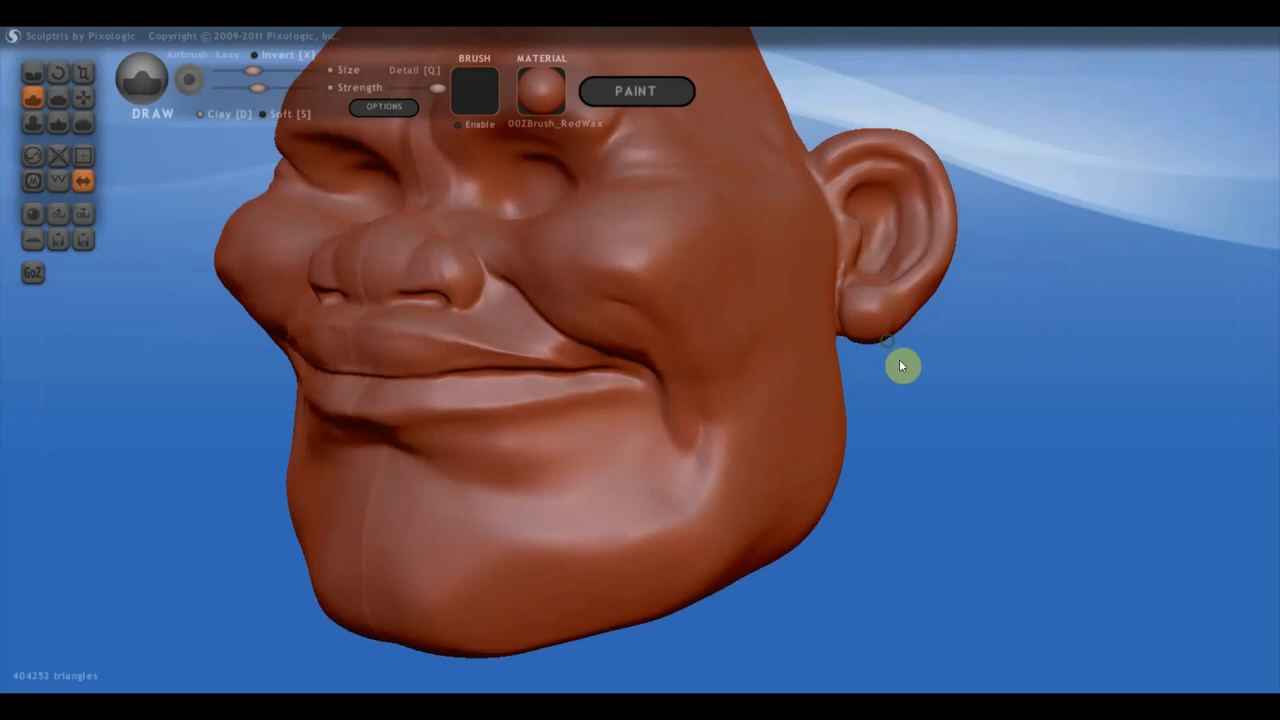 Sculptris by Pixologic Copyright © 2009-2011 Pixologic, Inc.
Airbrush Lazy Invert [X]
Size Detail [Q]
Strength
OPTIONS
DRAW
Clay [D] Soft [S]
BRUSH
Enable
MATERIAL
00ZBrush_RedWax
PAINT
GoZ
404252 triangles